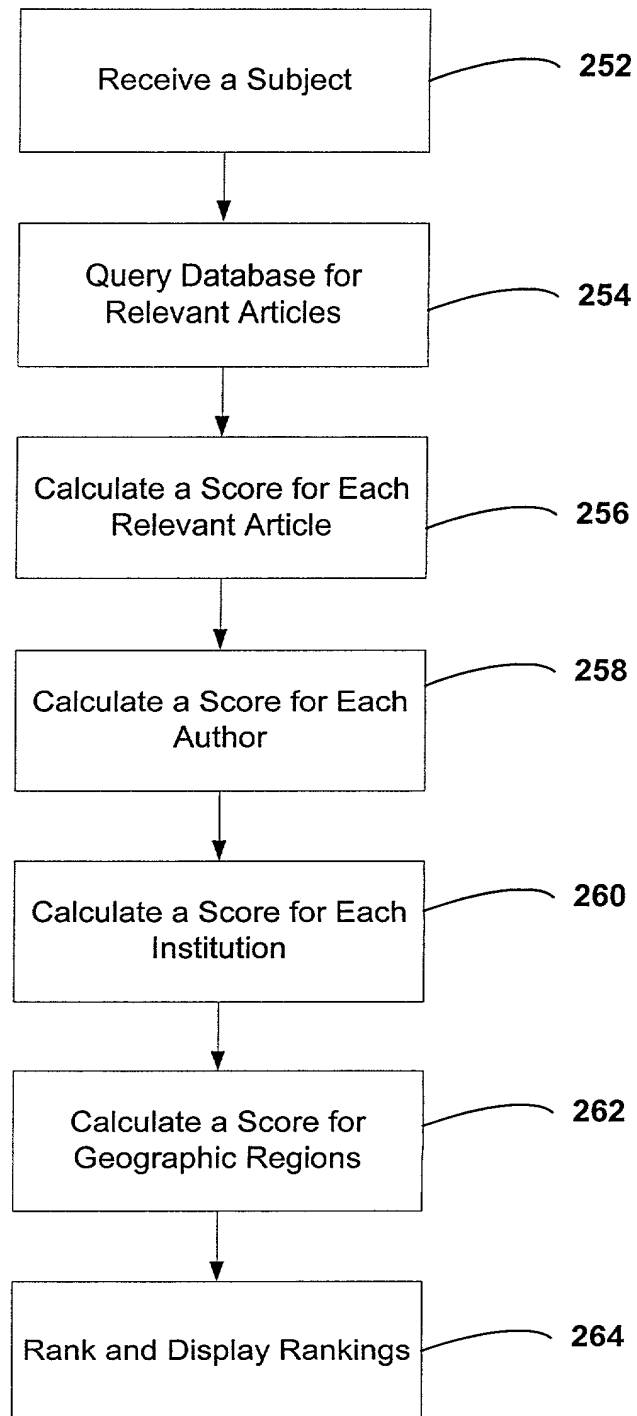 Receive a Subject
252
Query Database for
Relevant Articles
254
Calculate a Score for Each
Relevant Article
256
Calculate a Score for Each
Author
258
Calculate a Score for Each
Institution
260
Calculate a Score for
Geographic Regions
262
Rank and Display Rankings
264